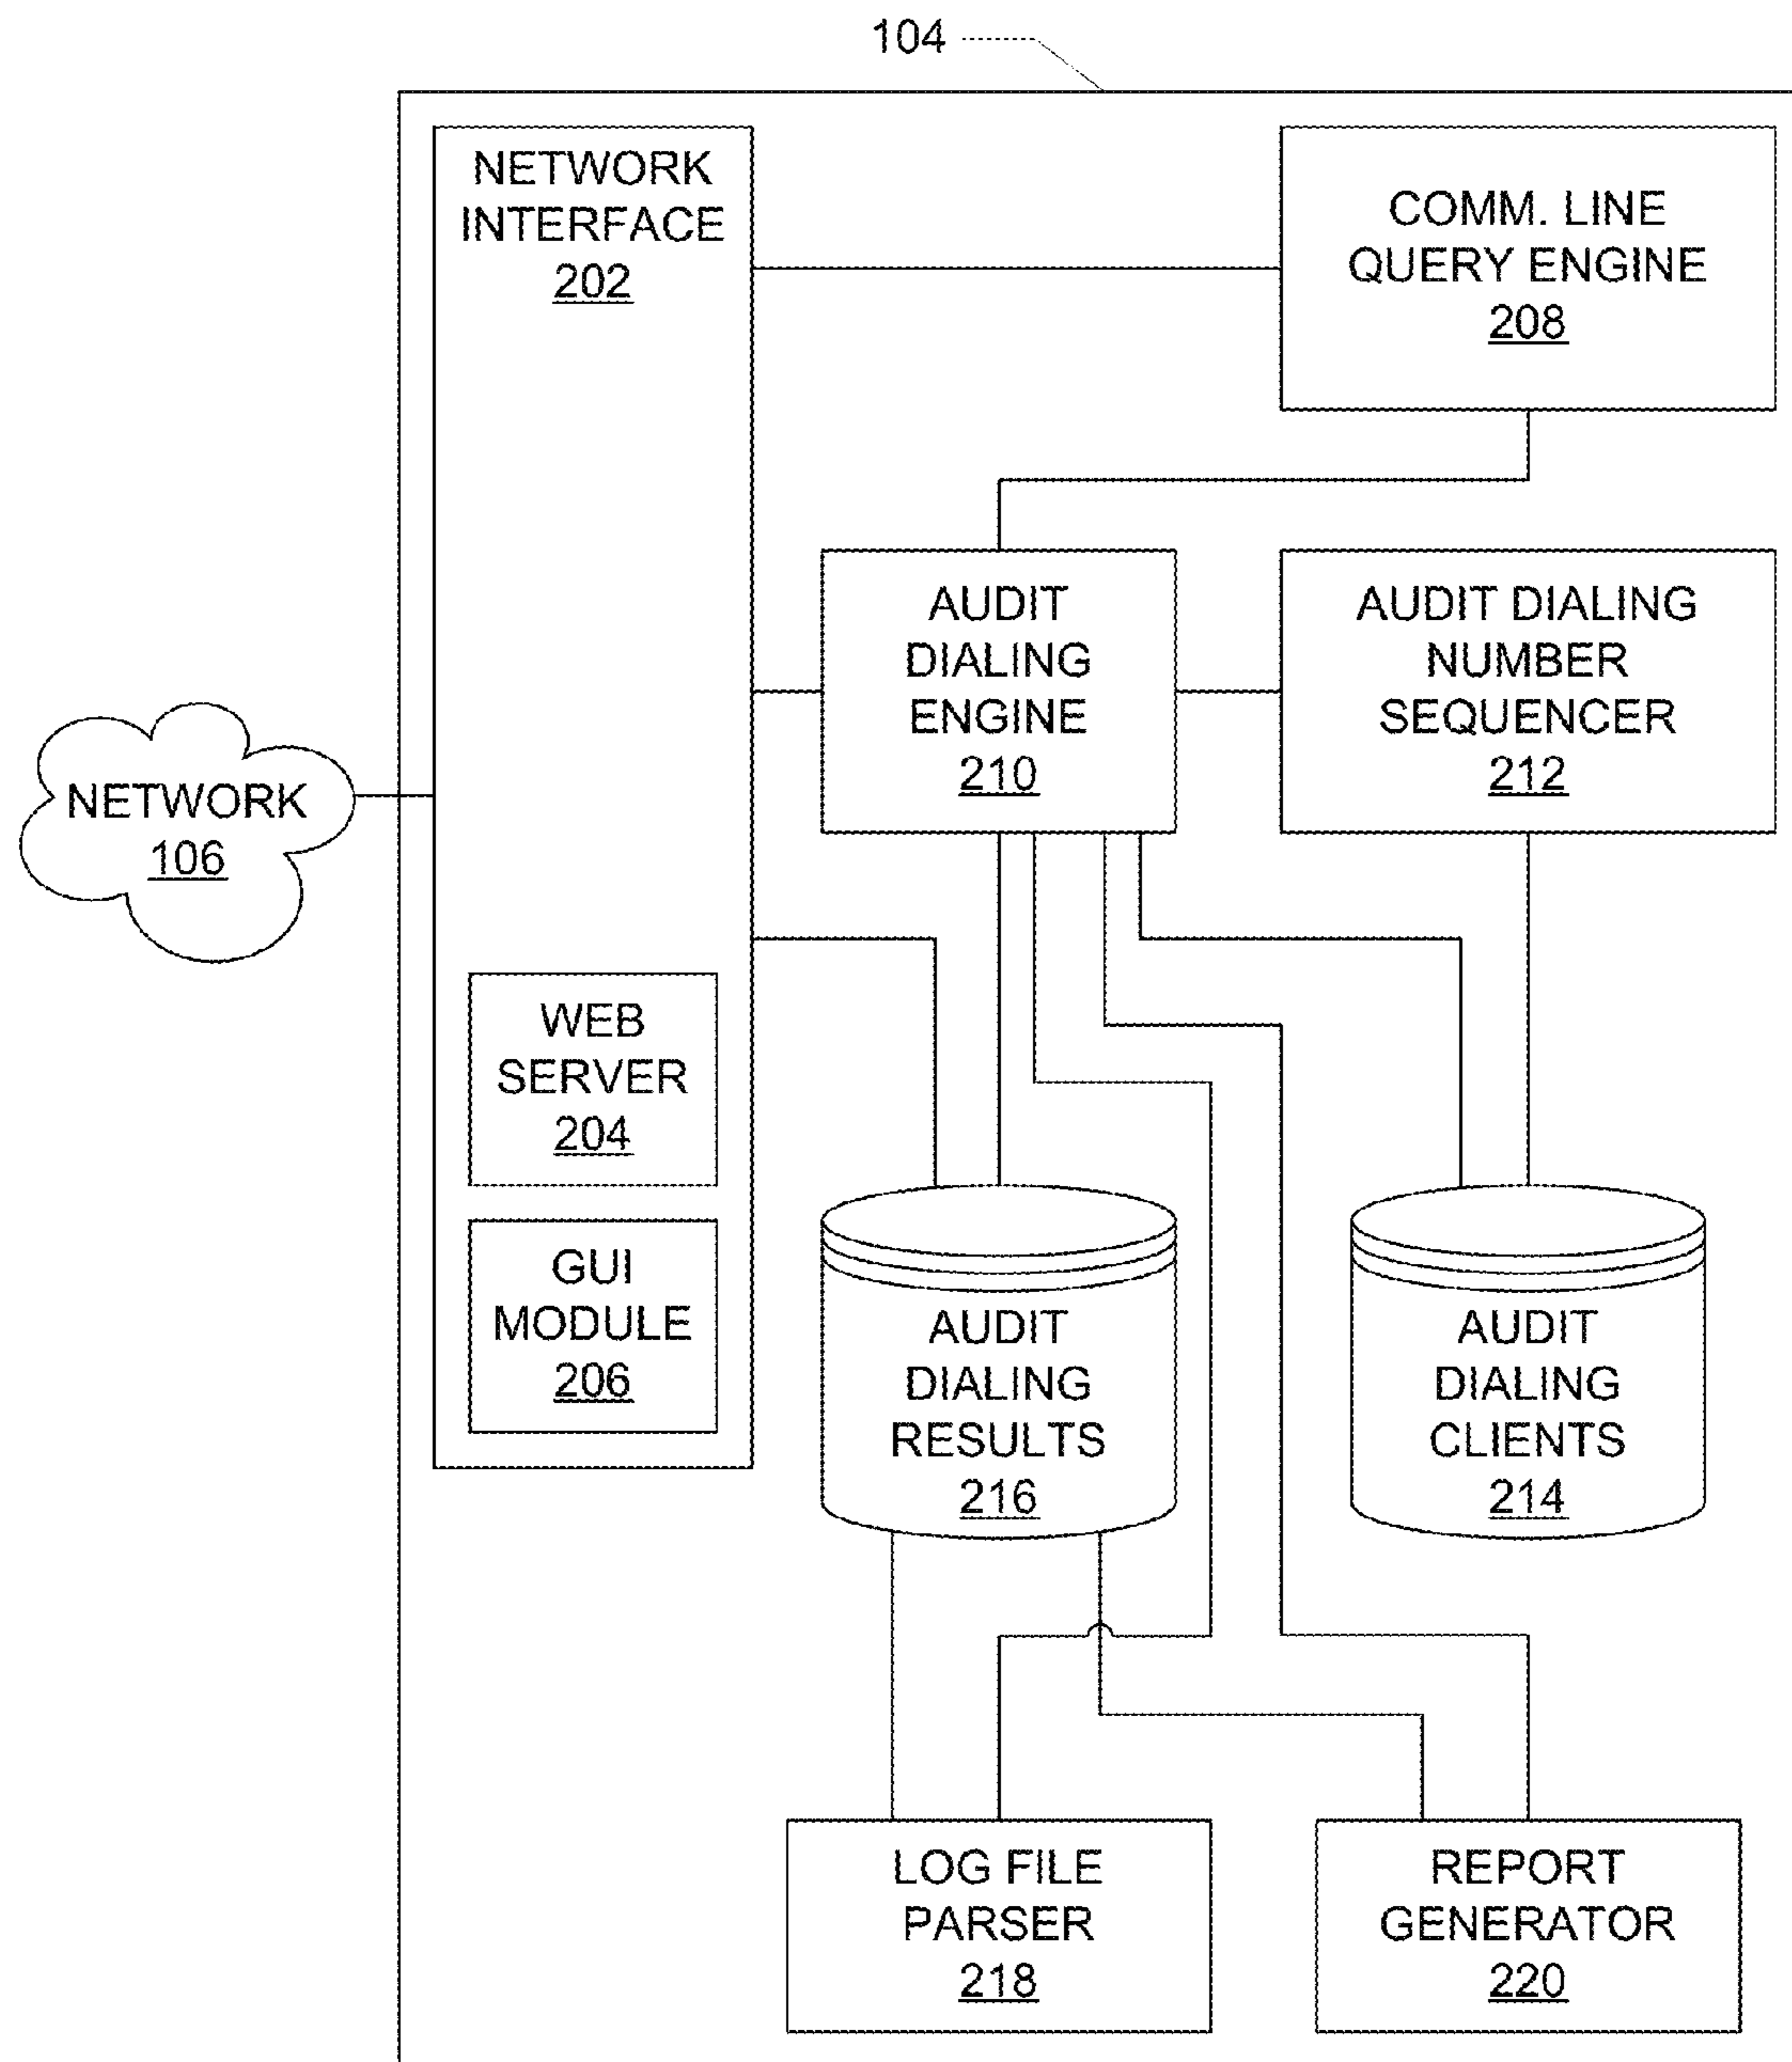 104
NETWORK
INTERFACE
202
COMM. LINE
QUERY ENGINE
208
AUDIT
DIALING
ENGINE
210
AUDIT DIALING
NUMBER
SEQUENCER
212
NETWORK
106
WEB
SERVER
204
GUI
MODULE
206
AUDIT
DIALING
RESULTS
216
AUDIT
DIALING
CLIENTS
214
LOG FILE
PARSER
218
REPORT
GENERATOR
220